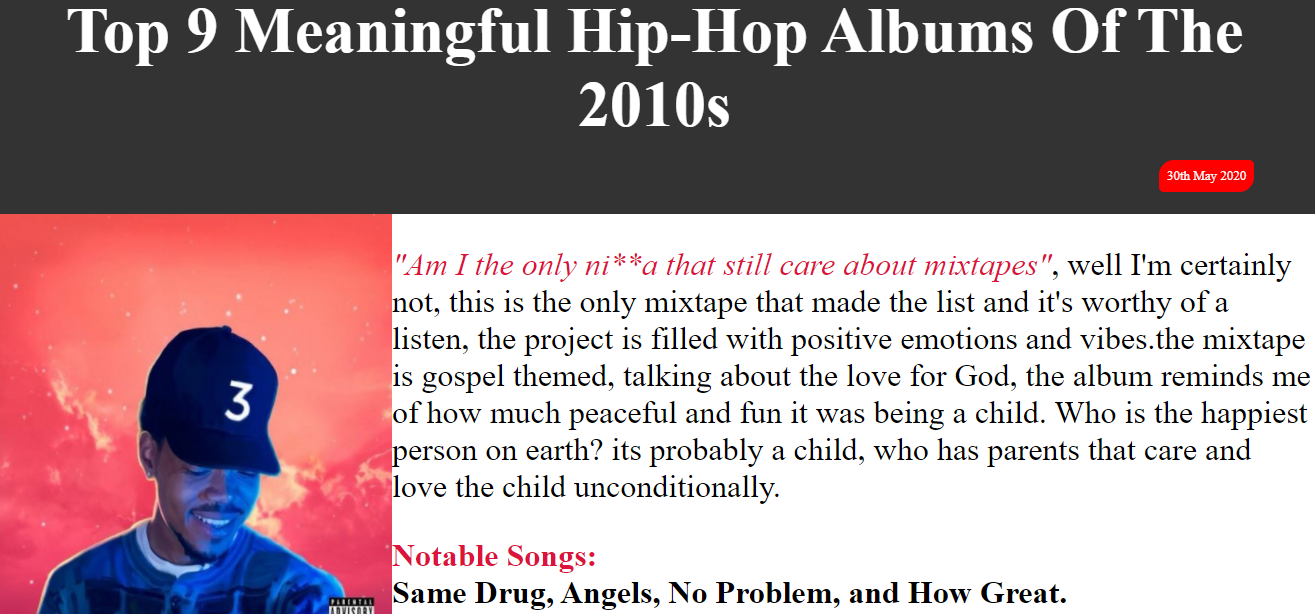 Top 9 Meaningful Hip-Hop Albums Of The
2010s
30th May 2020
3
"Am I the only ni**a that still care about mixtapes", well I'm certainly
not, this is the only mixtape that made the list and it's worthy of a
listen, the project is filled with positive emotions and vibes.the mixtape
is gospel themed, talking about the love for God, the album reminds me
of how much peaceful and fun it was being a child. Who is the happiest
person on earth? its probably a child, who has parents that care and
love the child unconditionally.
Notable Songs:
Same Drug, Angels, No Problem, and How Great.
PARENTAL
ADVISORY